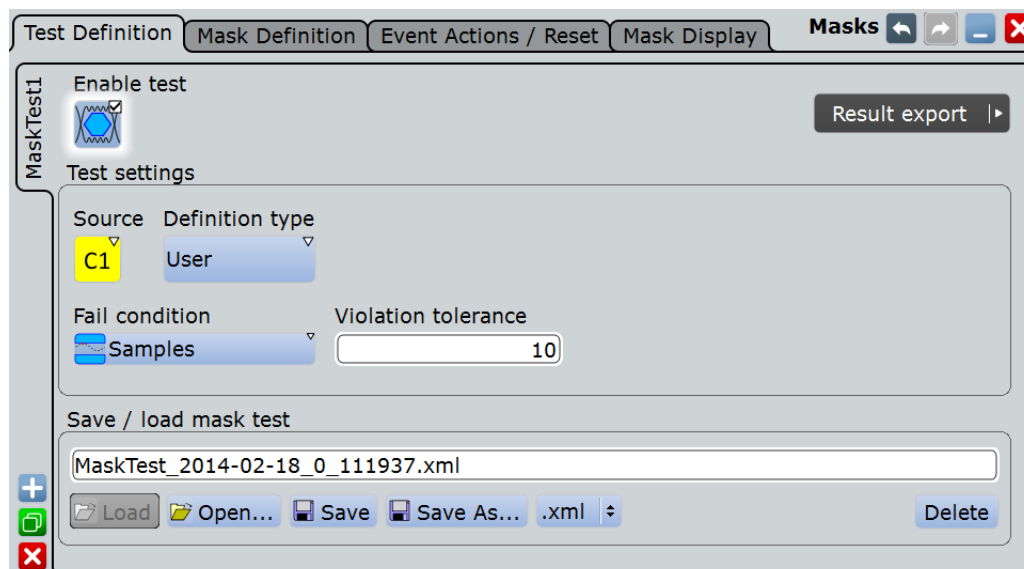 Test Definition Mask Definition Event Actions / Reset Mask Display Masks
MaskTest1
Enable test
Result export
Test settings
Source Definition type
C1 User
Fail condition Violation tolerance
Samples 10
Save / load mask test
MaskTest_2014-02-18_0_111937.xml
Load Open... Save Save As... .xml Delete